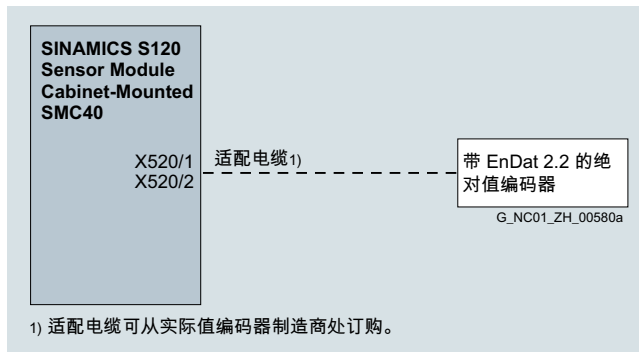 SINAMICS S120
Sensor Module
Cabinet-Mounted
SMC40
X520/1
X520/2
适配电缆1)
带 EnDat 2.2 的绝
对值编码器
G_NC01_ZH_00580a
1) 适配电缆可从实际值编码器制造商处订购。